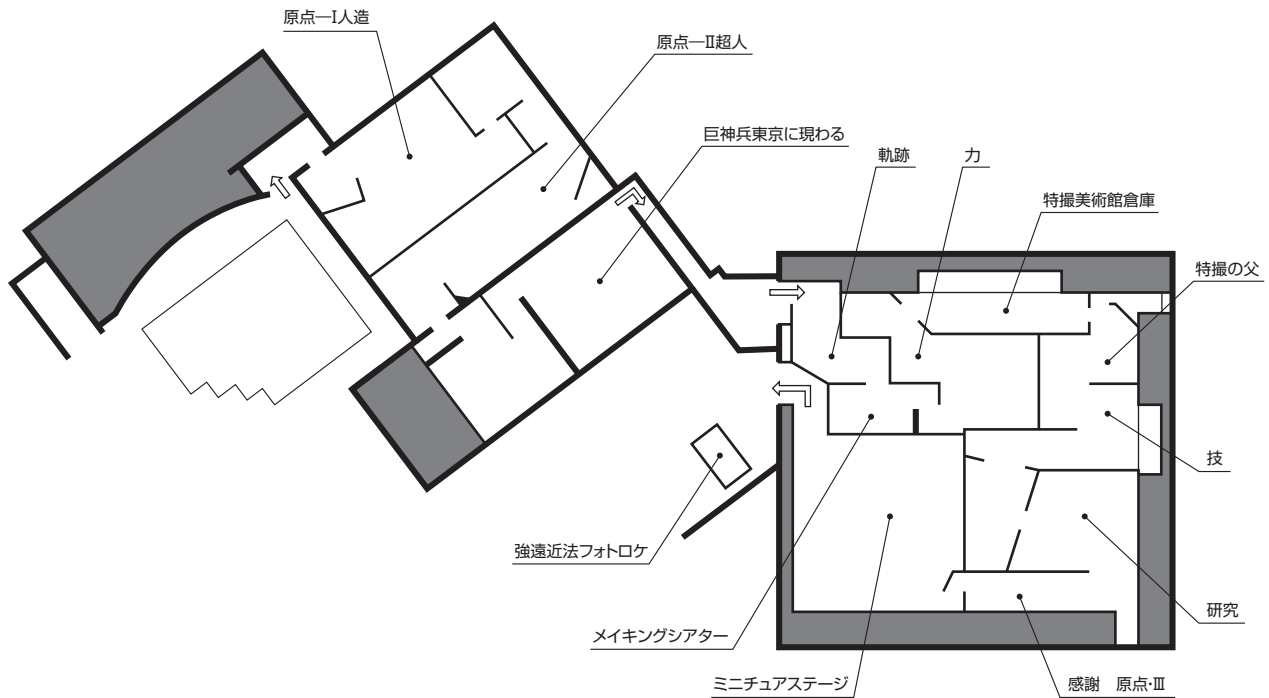 原点—I人造
原点—II超人
巨神兵東京に現わる
軌跡
力
特撮美術館倉庫
特撮の父
技
強遠近法フォトロケ
研究
メイキングシアター
ミニチュアステージ
感謝　原点・III